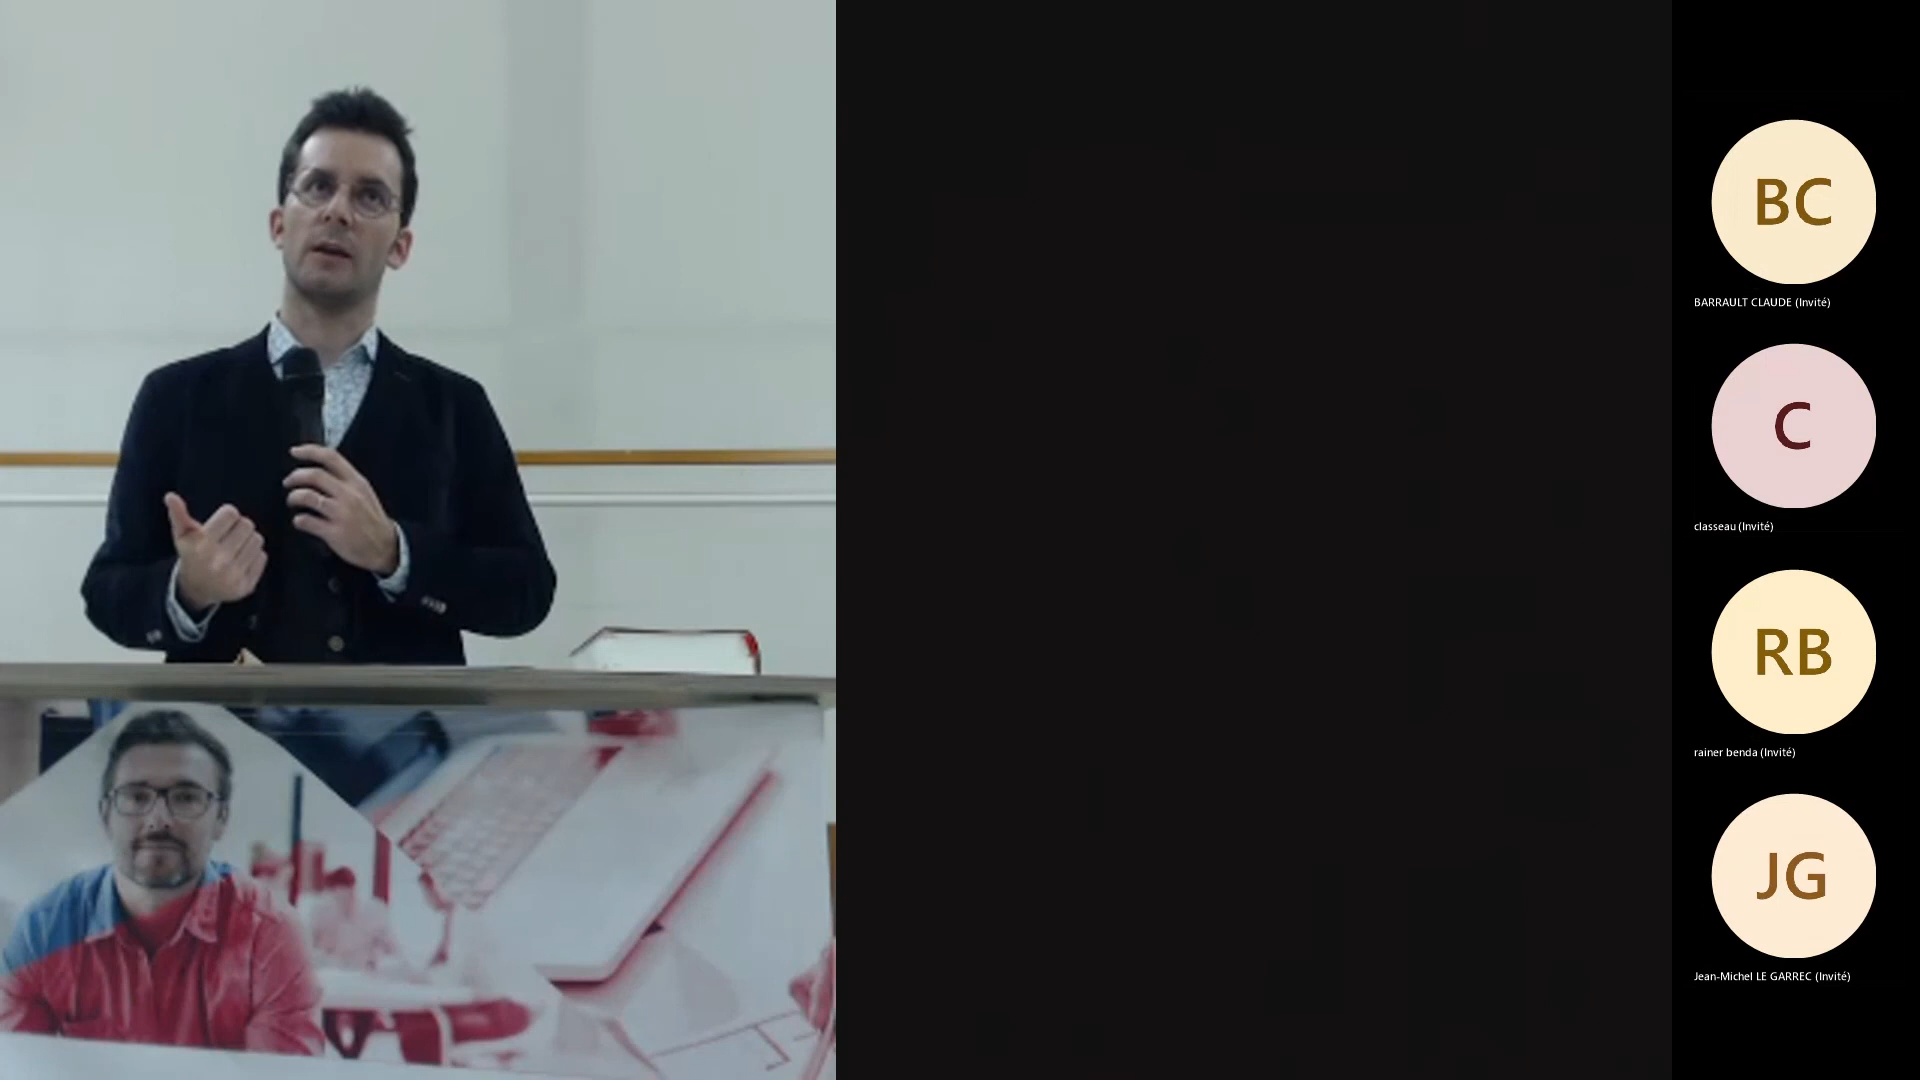 BC
BARRAULT CLAUDE (Invité)
C
classeau (Invité)
RB
rainer benda (Invité)
JG
Jean-Michel LE GARREC (Invité)